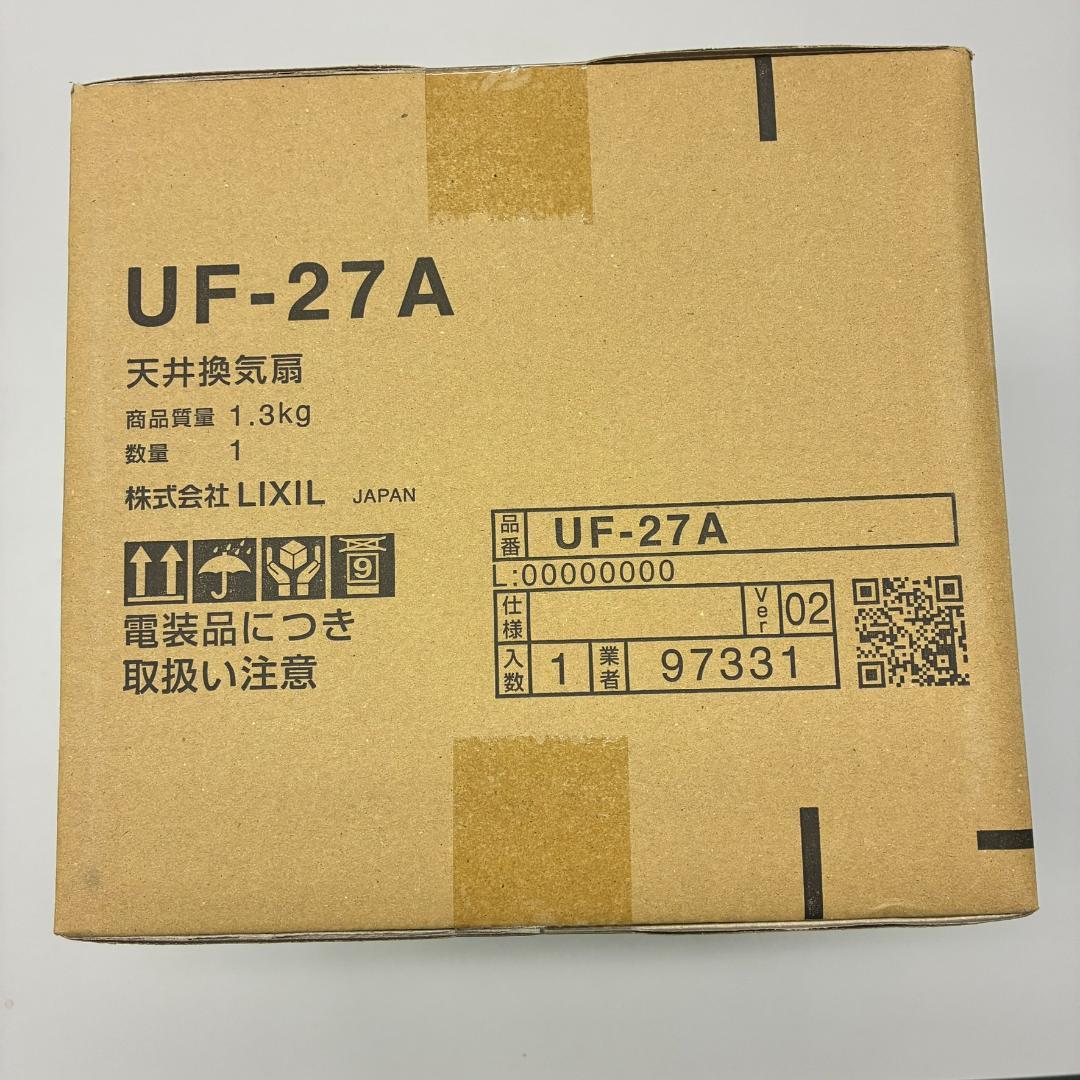 UF-27A
天井換気扇
商品質量 1.3kg
数量 1
株式会社 LIXIL JAPAN
9
電装品につき
取扱い注意
品番 UF-27A
L:00000000
仕様 Ver 02
入数 1 業者 97331